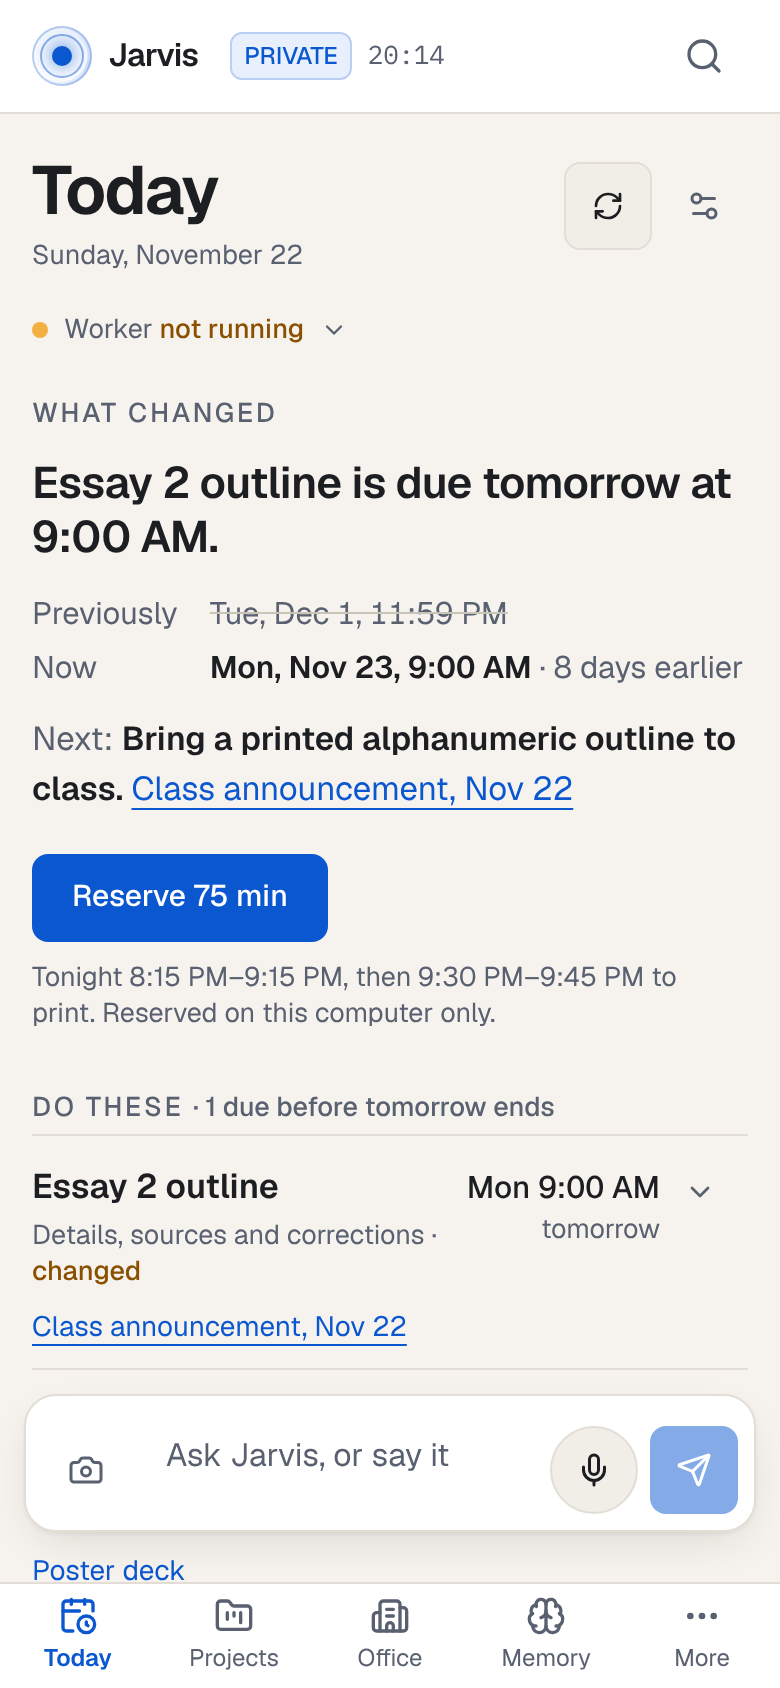 Jarvis PRIVATE 20:14
Today
Sunday, November 22
Worker not running
WHAT CHANGED
Essay 2 outline is due tomorrow at
9:00 AM.
Previously Tue, Dec 1, 11:59 PM
Now Mon, Nov 23, 9:00 AM · 8 days earlier
Next: Bring a printed alphanumeric outline to
class. Class announcement, Nov 22
Reserve 75 min
Tonight 8:15 PM–9:15 PM, then 9:30 PM–9:45 PM to
print. Reserved on this computer only.
DO THESE · 1 due before tomorrow ends
Essay 2 outline Mon 9:00 AM
Details, sources and corrections · tomorrow
changed
Class announcement, Nov 22
Ask Jarvis, or say it
Poster deck
Today Projects Office Memory More